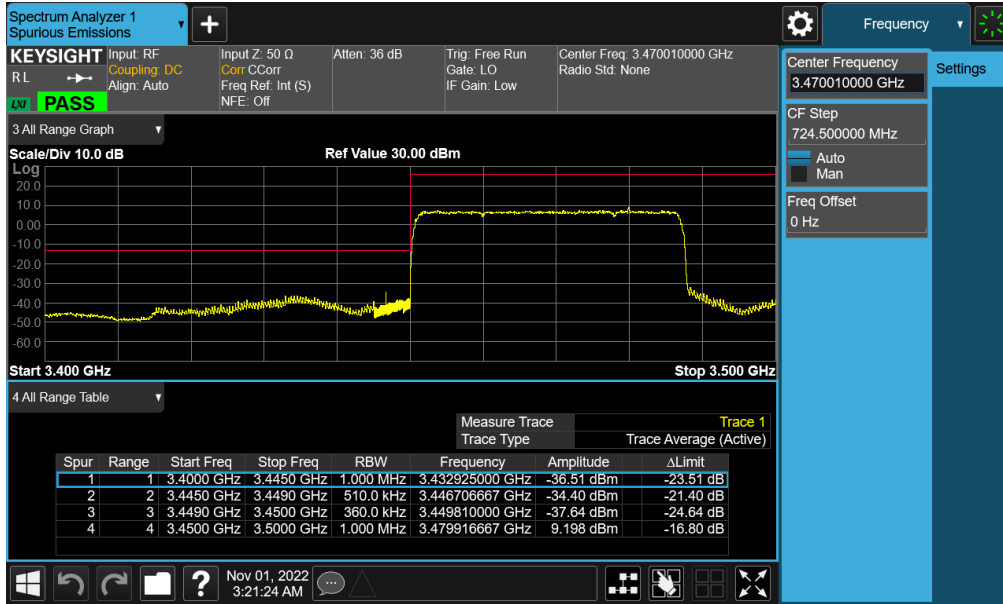 Spectrum Analyzer 1
Spurious Emissions
Frequency
KEYSIGHT
R L
LXI
PASS
Input: RF
Coupling: DC
Align: Auto
Input Z: 50 Ω
Corr CCorr
Freq Ref: Int (S)
NFE: Off
Atten: 36 dB
Trig: Free Run
Gate: LO
IF Gain: Low
Center Freq: 3.470010000 GHz
Radio Std: None
Center Frequency
3.470010000 GHz
Settings
CF Step
724.500000 MHz
Auto
Man
Freq Offset
0 Hz
3 All Range Graph
Scale/Div 10.0 dB
Ref Value 30.00 dBm
Log
20.0
10.0
0.00
-10.0
-20.0
-30.0
-40.0
-50.0
-60.0
Start 3.400 GHz
Stop 3.500 GHz
4 All Range Table
Measure Trace Trace 1
Trace Type Trace Average (Active)
Spur Range Start Freq Stop Freq RBW Frequency Amplitude ΔLimit
1 1 3.4000 GHz 3.4450 GHz 1.000 MHz 3.432925000 GHz -36.51 dBm -23.51 dB
2 2 3.4450 GHz 3.4490 GHz 510.0 kHz 3.446706667 GHz -34.40 dBm -21.40 dB
3 3 3.4490 GHz 3.4500 GHz 360.0 kHz 3.449810000 GHz -37.64 dBm -24.64 dB
4 4 3.4500 GHz 3.5000 GHz 1.000 MHz 3.479916667 GHz 9.198 dBm -16.80 dB
?
Nov 01, 2022
3:21:24 AM